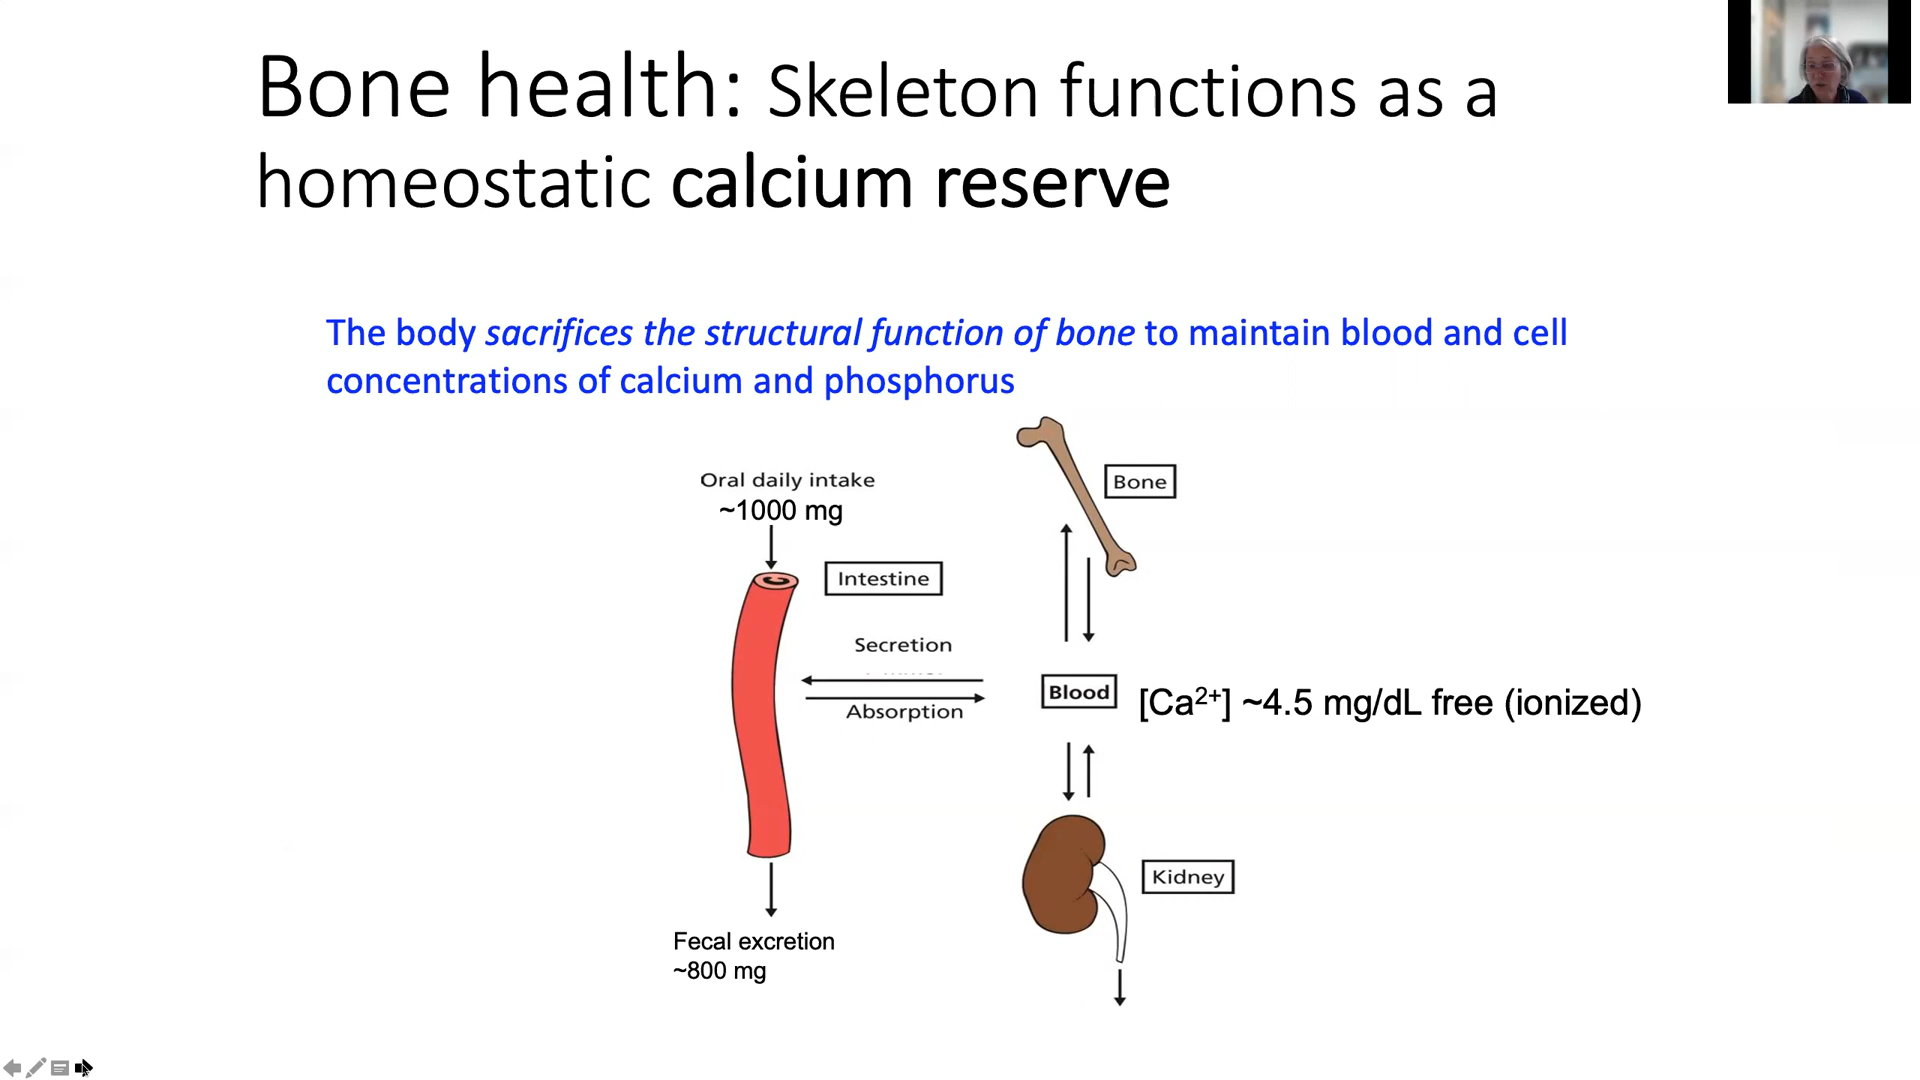 Bone health: Skeleton functions as a
homeostatic calcium reserve
The body sacrifices the structural function of bone to maintain blood and cell
concentrations of calcium and phosphorus
Oral daily intake
~1000 mg
Bone
Intestine
Secretion
Absorption
Blood
[Ca²⁺] ~4.5 mg/dL free (ionized)
Kidney
Fecal excretion
~800 mg